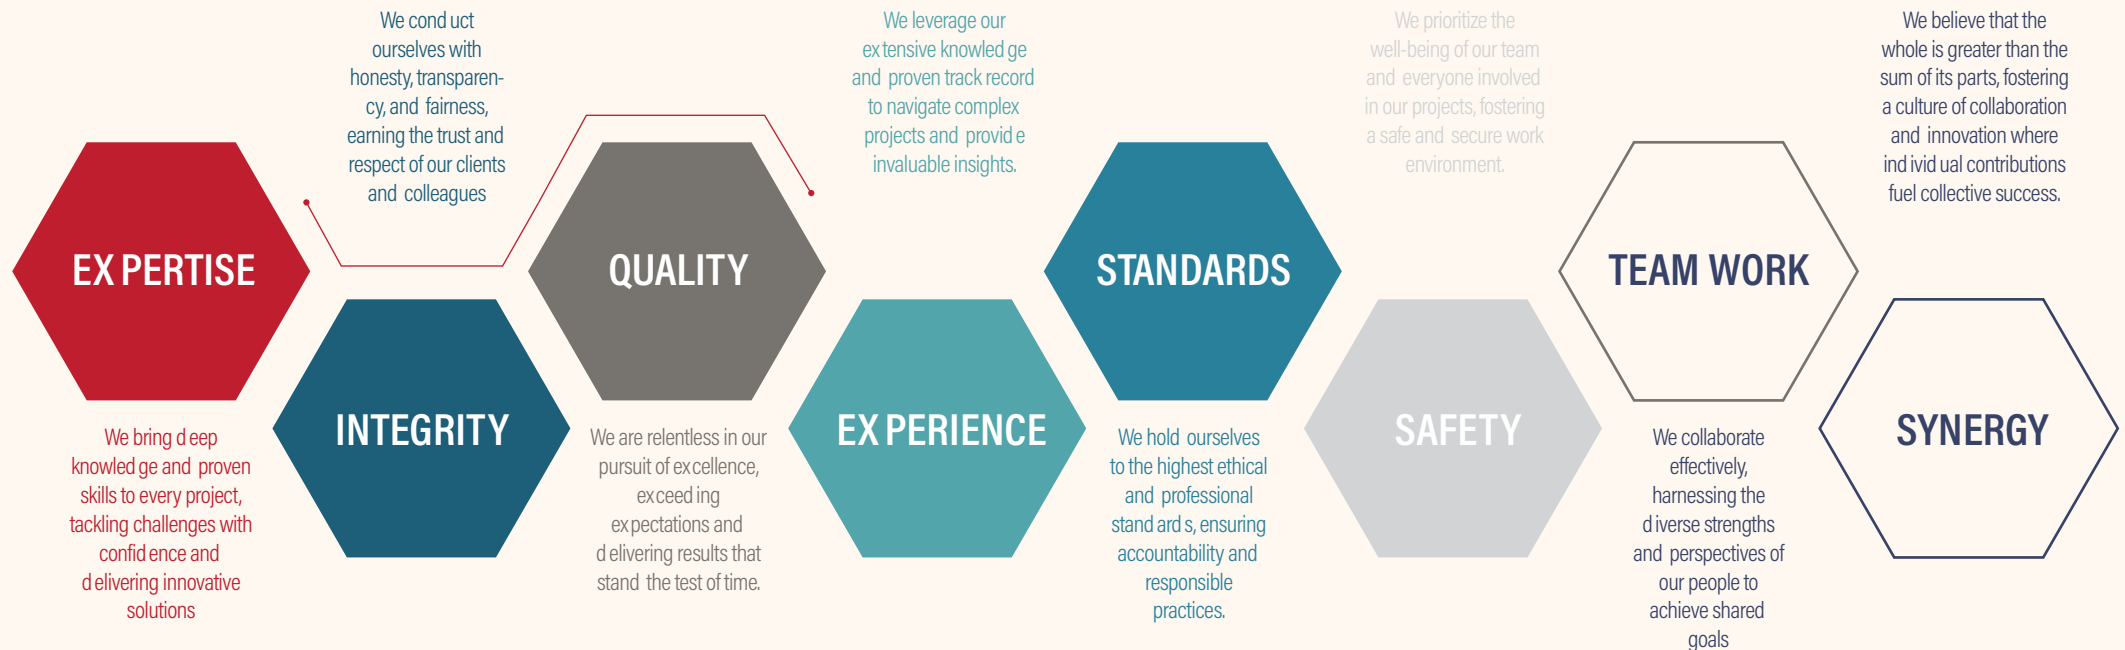 EXPERTISE
We bring deep
knowledge and proven
skills to every project,
tackling challenges with
confidence and
delivering innovative
solutions
We conduct
ourselves with
honesty, transparen-
cy, and fairness,
earning the trust and
respect of our clients
and colleagues
INTEGRITY
QUALITY
We are relentless in our
pursuit of excellence,
exceeding
expectations and
delivering results that
stand the test of time.
We leverage our
extensive knowledge
and proven track record
to navigate complex
projects and provide
invaluable insights.
EXPERIENCE
STANDARDS
We hold ourselves
to the highest ethical
and professional
standards, ensuring
accountability and
responsible
practices.
We prioritize the
well-being of our team
and everyone involved
in our projects, fostering
a safe and secure work
environment.
SAFETY
TEAM WORK
We collaborate
effectively,
harnessing the
diverse strengths
and perspectives of
our people to
achieve shared
goals
We believe that the
whole is greater than the
sum of its parts, fostering
a culture of collaboration
and innovation where
individual contributions
fuel collective success.
SYNERGY